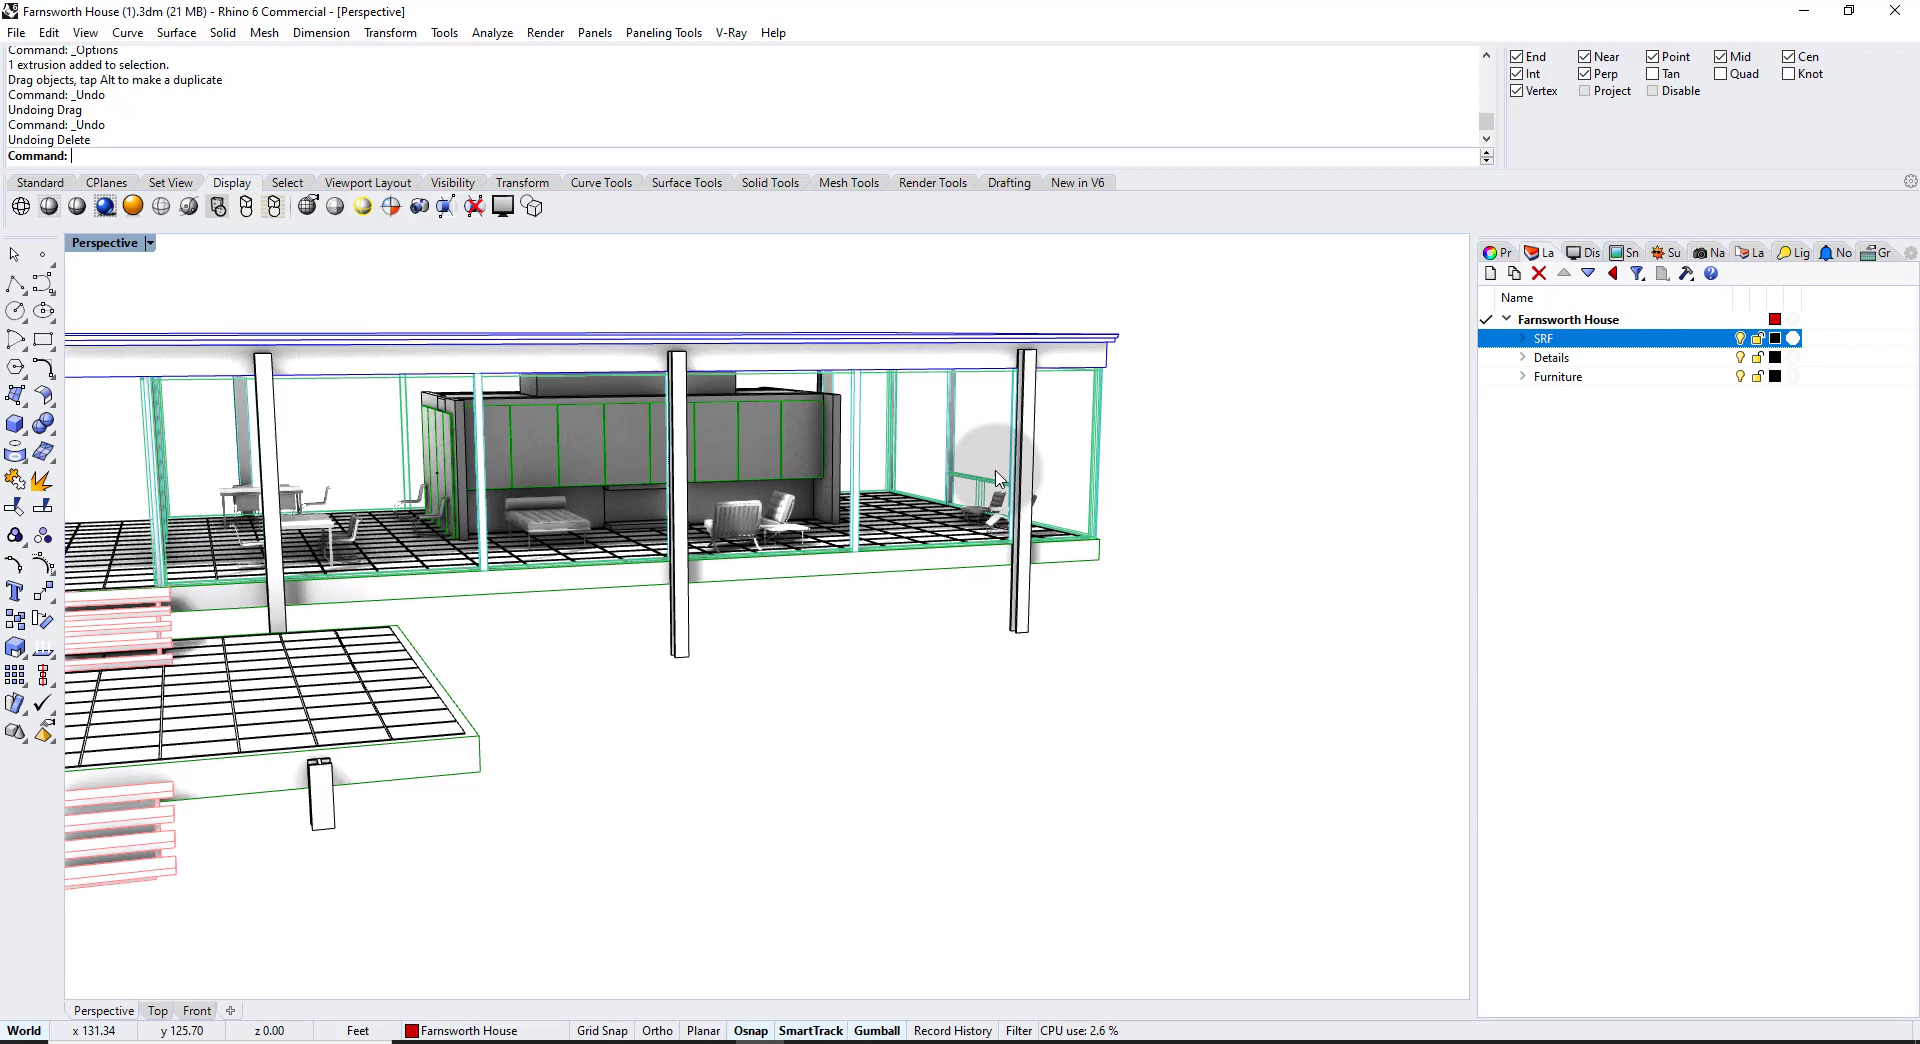 Farnsworth House (1).3dm (21 MB) - Rhino 6 Commercial - [Perspective]
File Edit View Curve Surface Solid Mesh Dimension Transform Tools Analyze Render Panels Paneling Tools V-Ray Help
Command: _Options
1 extrusion added to selection.
Drag objects, tap Alt to make a duplicate
Command: _Undo
Undoing Drag
Command: _Undo
Undoing Delete
Command:
End Near Point Mid Cen
Int Perp Tan Quad Knot
Vertex Project Disable
Standard CPlanes Set View Display Select Viewport Layout Visibility Transform Curve Tools Surface Tools Solid Tools Mesh Tools Render Tools Drafting New in V6
Perspective
Pr La Dis Sn Su Na La Lig No Gr
Name
Farnsworth House
SRF
Details
Furniture
Perspective Top Front
World x 131.34 y 125.70 z 0.00 Feet Farnsworth House Grid Snap Ortho Planar Osnap SmartTrack Gumball Record History Filter CPU use: 2.6 %